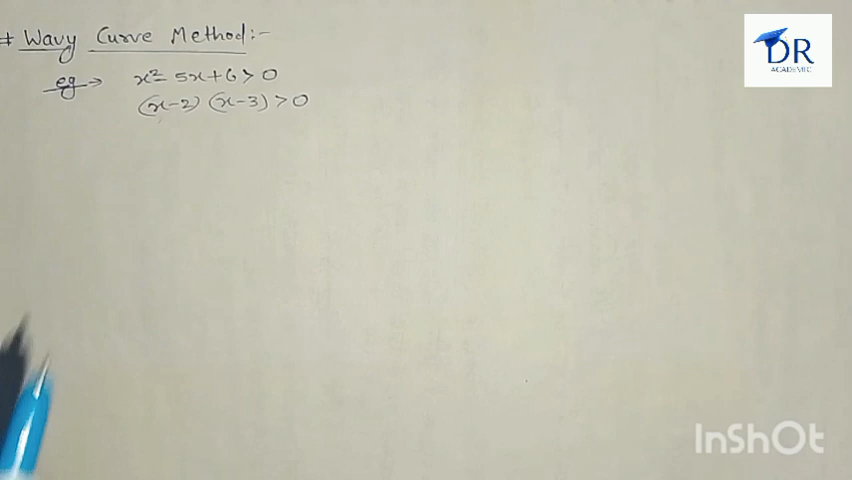 # Wavy Curve Method:-
eg → x² - 5x + 6 > 0
(x-2) (x-3) > 0
DR
ACADEMIC
InShOt